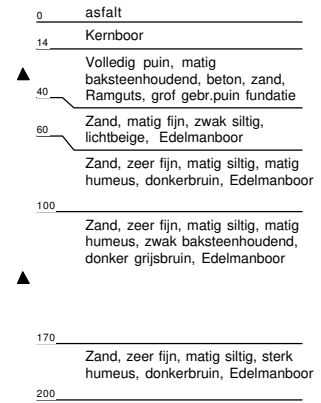 0
asfalt
14
Kernboor
Volledig puin, matig
baksteenhoudend, beton, zand,
40
Ramguts, grof gebr.puin fundatie
Zand, matig fijn, zwak siltig,
60
lichtbeige, Edelmanboor
Zand, zeer fijn, matig siltig, matig
humeus, donkerbruin, Edelmanboor
100
Zand, zeer fijn, matig siltig, matig
humeus, zwak baksteenhoudend,
donker grijsbruin, Edelmanboor
170
Zand, zeer fijn, matig siltig, sterk
humeus, donkerbruin, Edelmanboor
200